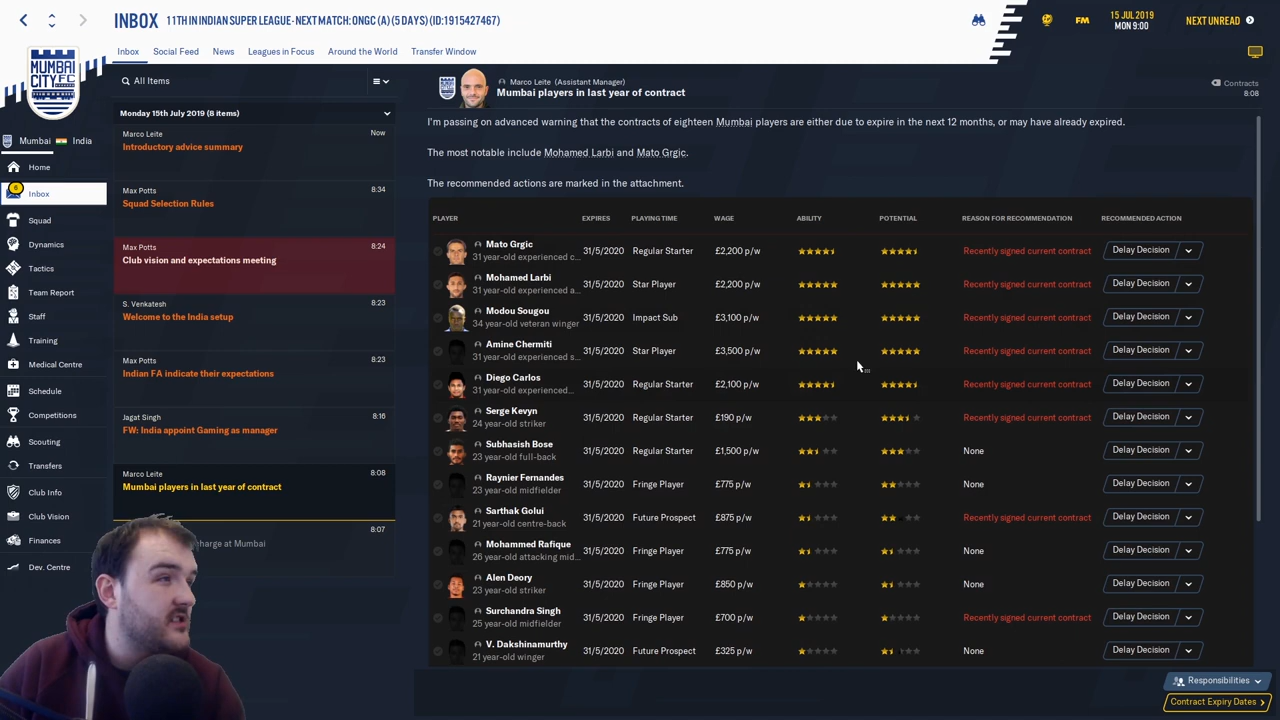 INBOX
11TH IN INDIAN SUPER LEAGUE - NEXT MATCH: ONGC (A) (5 DAYS) (ID:1915427467)
FM
15 JUL 2019
MON 9:00
NEXT UNREAD
Inbox Social Feed News Leagues in Focus Around the World Transfer Window
MUMBAI
CITY FC
Mumbai India
Home
6
Inbox
Squad
Dynamics
Tactics
Team Report
Staff
Training
Medical Centre
Schedule
Competitions
Scouting
Transfers
Club Info
Club Vision
Finances
Dev. Centre
All Items
Monday 15th July 2019 (8 items)
Marco Leite Now
Introductory advice summary
Max Potts 8:34
Squad Selection Rules
Max Potts 8:24
Club vision and expectations meeting
S. Venkatesh 8:23
Welcome to the India setup
Max Potts 8:23
Indian FA indicate their expectations
Jagat Singh 8:16
FW: India appoint Gaming as manager
Marco Leite 8:08
Mumbai players in last year of contract
8:07
charge at Mumbai
Marco Leite (Assistant Manager)
Mumbai players in last year of contract
Contracts
8:08
I'm passing on advanced warning that the contracts of eighteen Mumbai players are either due to expire in the next 12 months, or may have already expired.
The most notable include Mohamed Larbi and Mato Grgic.
The recommended actions are marked in the attachment.
PLAYER EXPIRES PLAYING TIME WAGE ABILITY POTENTIAL REASON FOR RECOMMENDATION RECOMMENDED ACTION
Mato Grgic
31 year-old experienced c... 31/5/2020 Regular Starter £2,200 p/w Recently signed current contract Delay Decision
Mohamed Larbi
31 year-old experienced a... 31/5/2020 Star Player £2,200 p/w Recently signed current contract Delay Decision
Modou Sougou
34 year-old veteran winger 31/5/2020 Impact Sub £3,100 p/w Recently signed current contract Delay Decision
Amine Chermiti
31 year-old experienced s... 31/5/2020 Star Player £3,500 p/w Recently signed current contract Delay Decision
Diego Carlos
31 year-old experienced... 31/5/2020 Regular Starter £2,100 p/w Recently signed current contract Delay Decision
Serge Kevyn
24 year-old striker 31/5/2020 Regular Starter £190 p/w Recently signed current contract Delay Decision
Subhasish Bose
23 year-old full-back 31/5/2020 Regular Starter £1,500 p/w None Delay Decision
Raynier Fernandes
23 year-old midfielder 31/5/2020 Fringe Player £775 p/w None Delay Decision
Sarthak Golui
21 year-old centre-back 31/5/2020 Future Prospect £875 p/w Recently signed current contract Delay Decision
Mohammed Rafique
26 year-old attacking mid... 31/5/2020 Fringe Player £775 p/w None Delay Decision
Alen Deory
23 year-old striker 31/5/2020 Fringe Player £850 p/w None Delay Decision
Surchandra Singh
25 year-old midfielder 31/5/2020 Fringe Player £700 p/w Recently signed current contract Delay Decision
V. Dakshinamurthy
21 year-old winger 31/5/2020 Future Prospect £325 p/w None Delay Decision
Responsibilities
Contract Expiry Dates